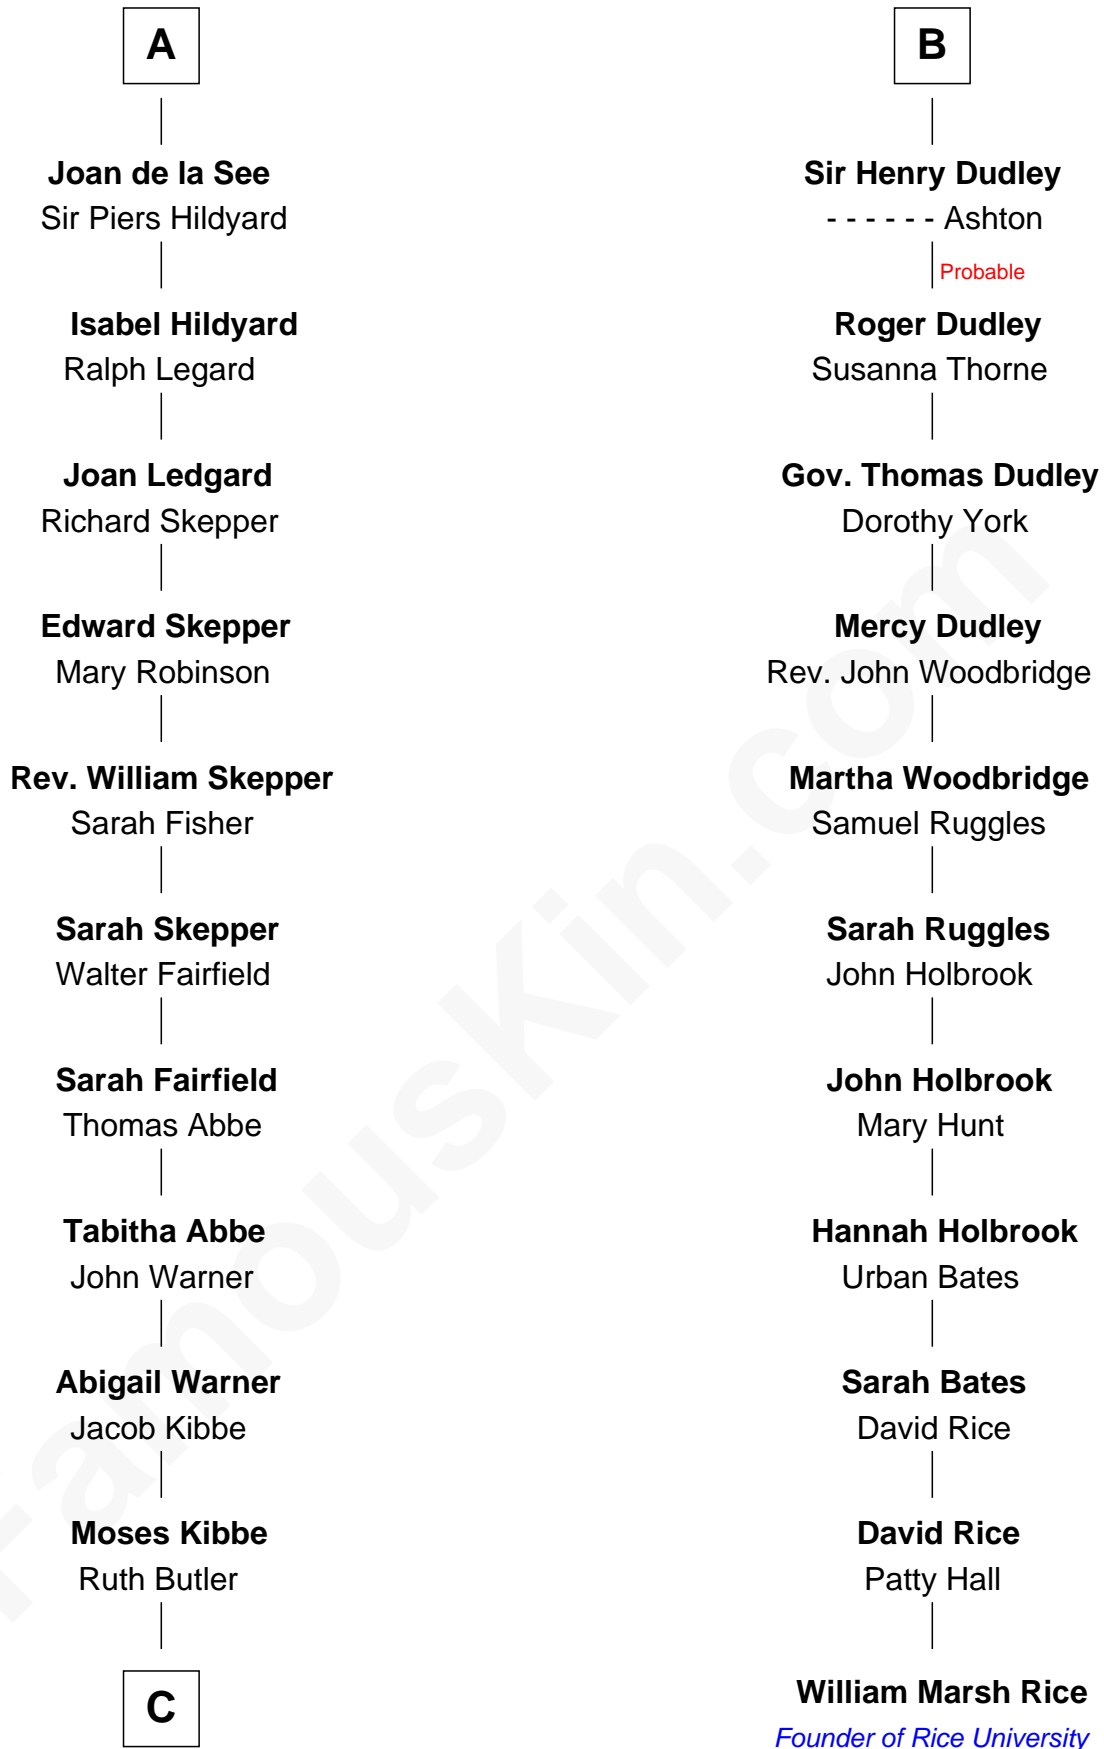 A
Joan de la See
Sir Piers Hildyard
Isabel Hildyard
Ralph Legard
Joan Ledgard
Richard Skepper
Edward Skepper
Mary Robinson
Rev. William Skepper
Sarah Fisher
Sarah Skepper
Walter Fairfield
Sarah Fairfield
Thomas Abbe
Tabitha Abbe
John Warner
Abigail Warner
Jacob Kibbe
Moses Kibbe
Ruth Butler
C
B
Sir Henry Dudley
- - - - - - Ashton
Probable
Roger Dudley
Susanna Thorne
Gov. Thomas Dudley
Dorothy York
Mercy Dudley
Rev. John Woodbridge
Martha Woodbridge
Samuel Ruggles
Sarah Ruggles
John Holbrook
John Holbrook
Mary Hunt
Hannah Holbrook
Urban Bates
Sarah Bates
David Rice
David Rice
Patty Hall
William Marsh Rice
Founder of Rice University
FamousKin.com